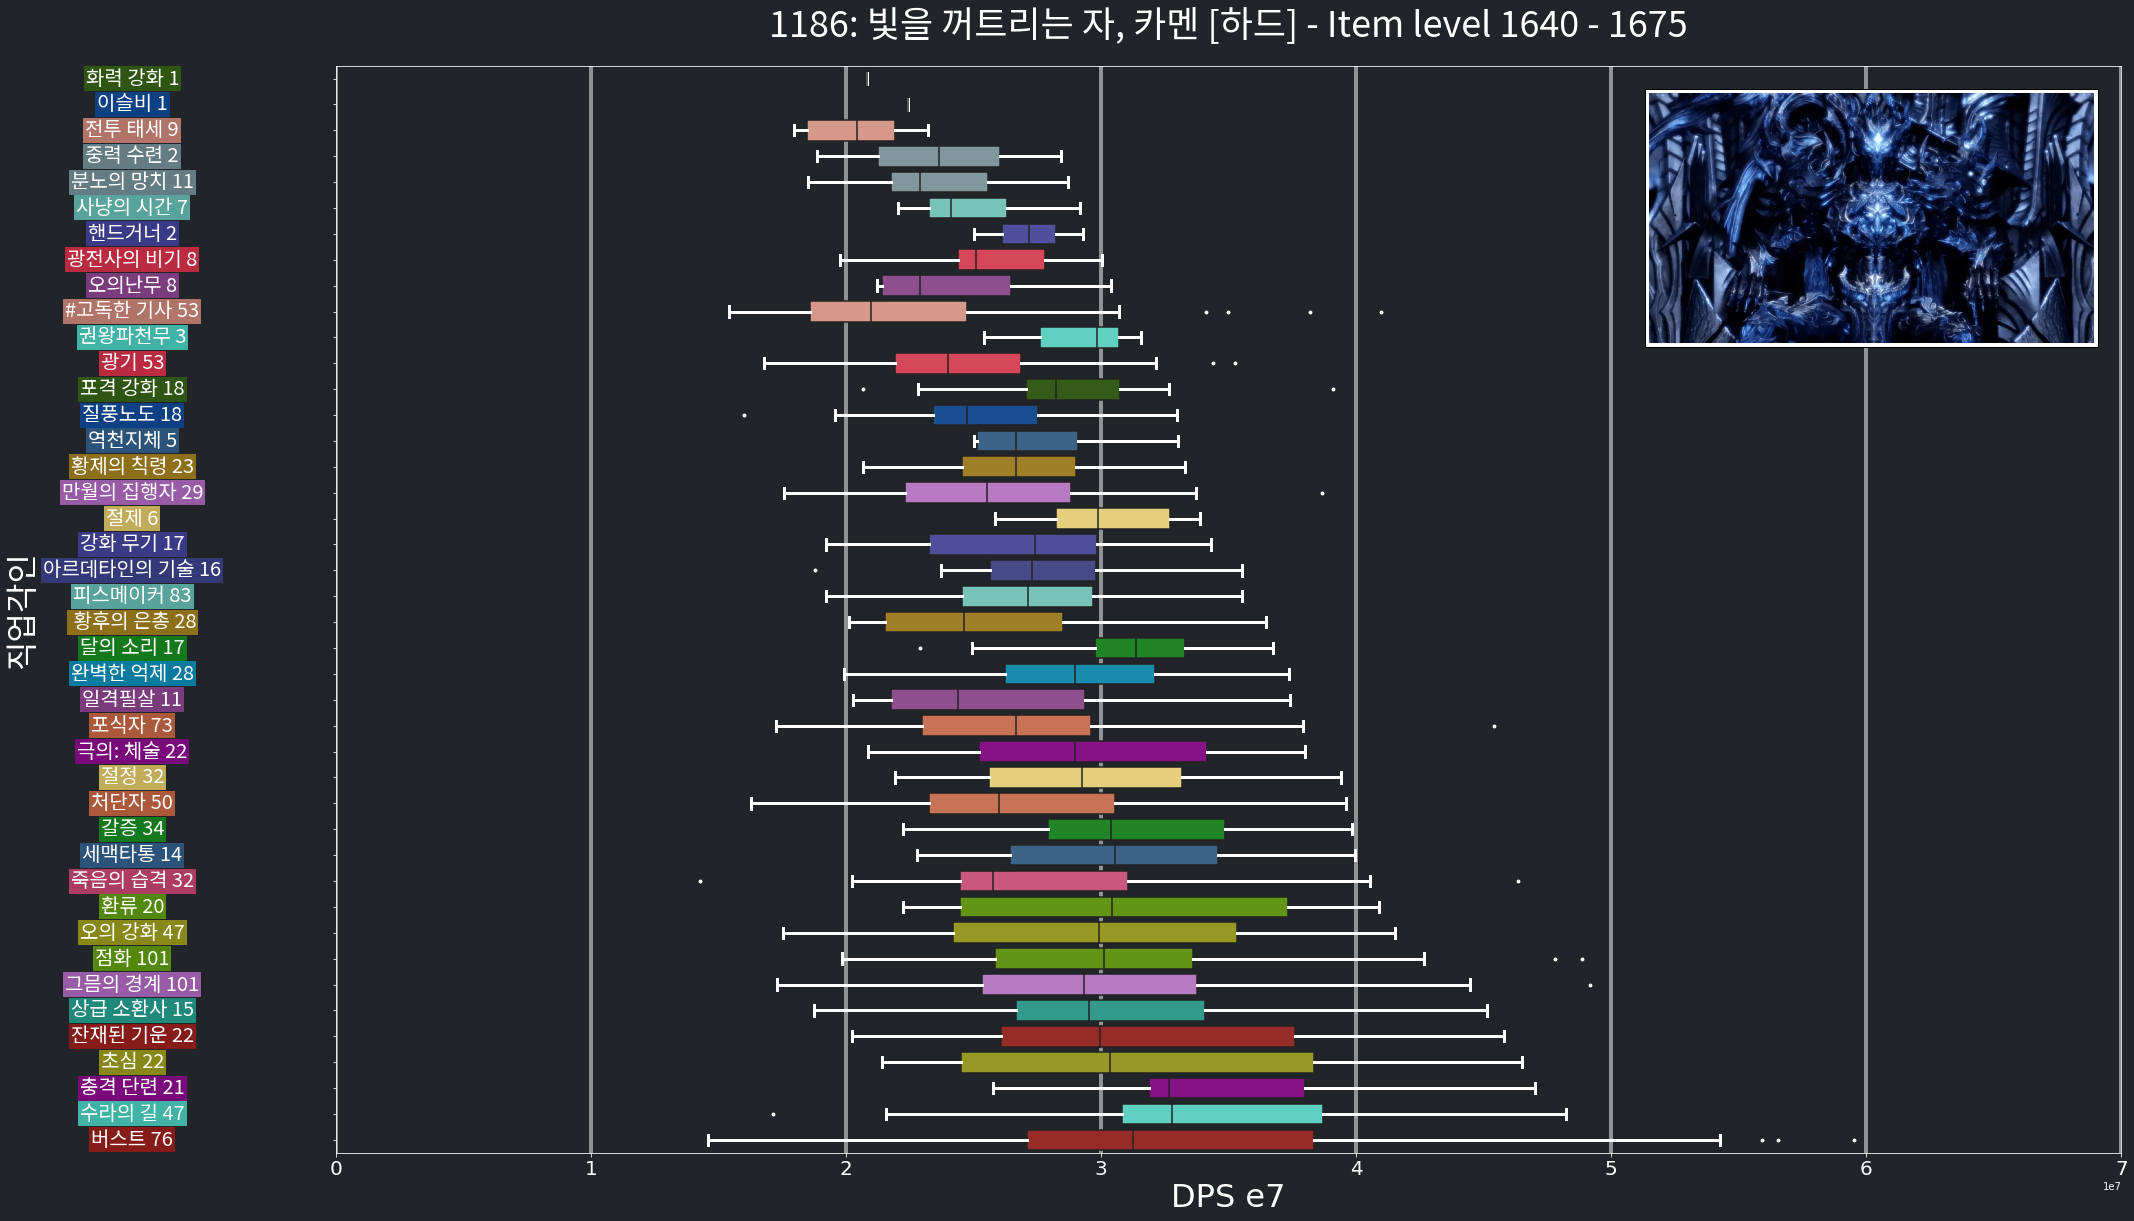 1186: 빛을 꺼트리는 자, 카멘 [하드] - Item level 1640 - 1675
직업각인
화력 강화 1
이슬비 1
전투 태세 9
중력 수련 2
분노의 망치 11
사냥의 시간 7
핸드거너 2
광전사의 비기 8
오의난무 8
#고독한 기사 53
권왕파천무 3
광기 53
포격 강화 18
질풍노도 18
역천지체 5
황제의 칙령 23
만월의 집행자 29
절제 6
강화 무기 17
아르데타인의 기술 16
피스메이커 83
황후의 은총 28
달의 소리 17
완벽한 억제 28
일격필살 11
포식자 73
극의: 체술 22
절정 32
처단자 50
갈증 34
세맥타통 14
죽음의 습격 32
환류 20
오의 강화 47
점화 101
그믐의 경계 101
상급 소환사 15
잔재된 기운 22
초심 22
충격 단련 21
수라의 길 47
버스트 76
0 1 2 3 4 5 6 7
1e7
DPS e7